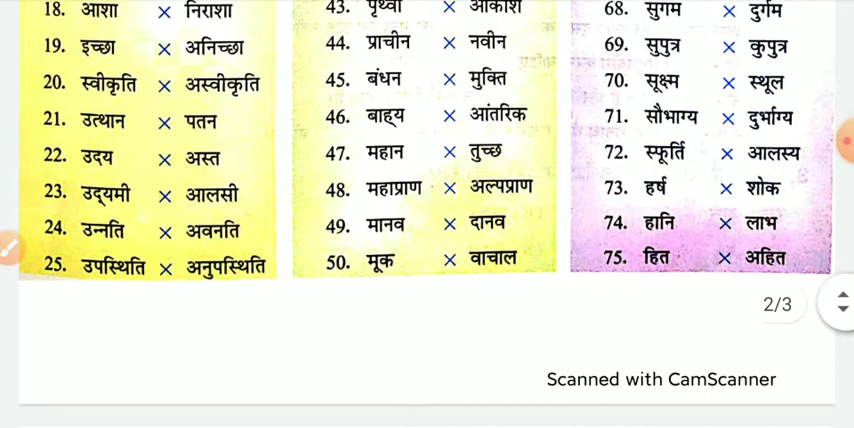 18. आशा × निराशा
19. इच्छा × अनिच्छा
20. स्वीकृति × अस्वीकृति
21. उत्थान × पतन
22. उदय × अस्त
23. उद्यमी × आलसी
24. उन्नति × अवनति
25. उपस्थिति × अनुपस्थिति
43. पृथ्वी × आकाश
44. प्राचीन × नवीन
45. बंधन × मुक्ति
46. बाह्य × आंतरिक
47. महान × तुच्छ
48. महाप्राण × अल्पप्राण
49. मानव × दानव
50. मूक × वाचाल
68. सुगम × दुर्गम
69. सुपुत्र × कुपुत्र
70. सूक्ष्म × स्थूल
71. सौभाग्य × दुर्भाग्य
72. स्फूर्ति × आलस्य
73. हर्ष × शोक
74. हानि × लाभ
75. हित × अहित
2/3
Scanned with CamScanner